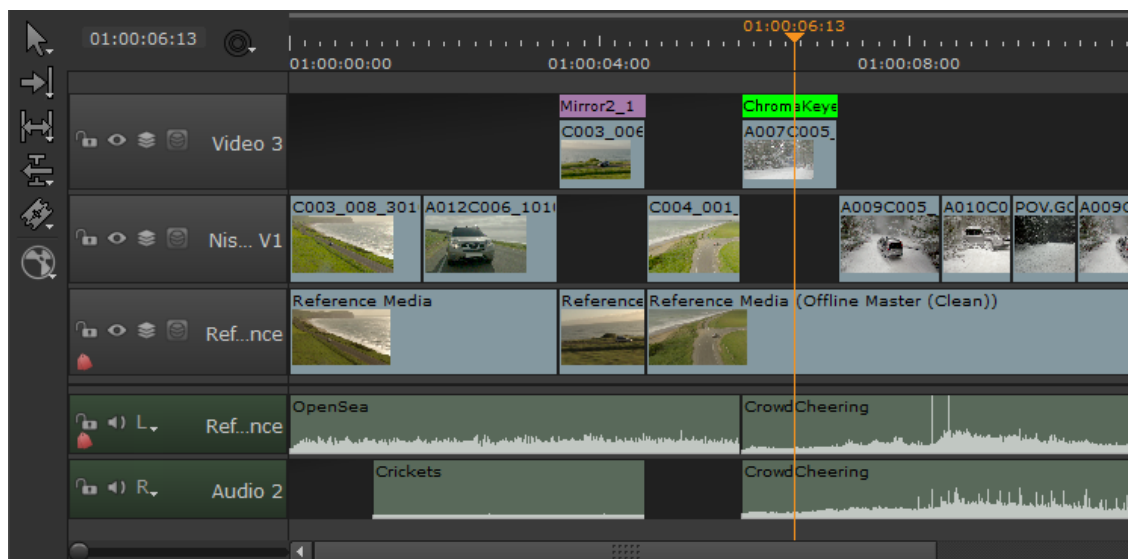 01:00:06:13
01:00:06:13
01:00:00:00 01:00:04:00 01:00:08:00
Mirror2_1 ChromaKeye
Video 3 C003_006 A007C005_
Nis... V1 C003_008_301 A012C006_101 C004_001_ A009C005_ A010C0 POV.GC A009C
Ref...nce Reference Media Reference Reference Media (Offline Master (Clean))
L Ref...nce OpenSea CrowdCheering
R Audio 2 Crickets CrowdCheering